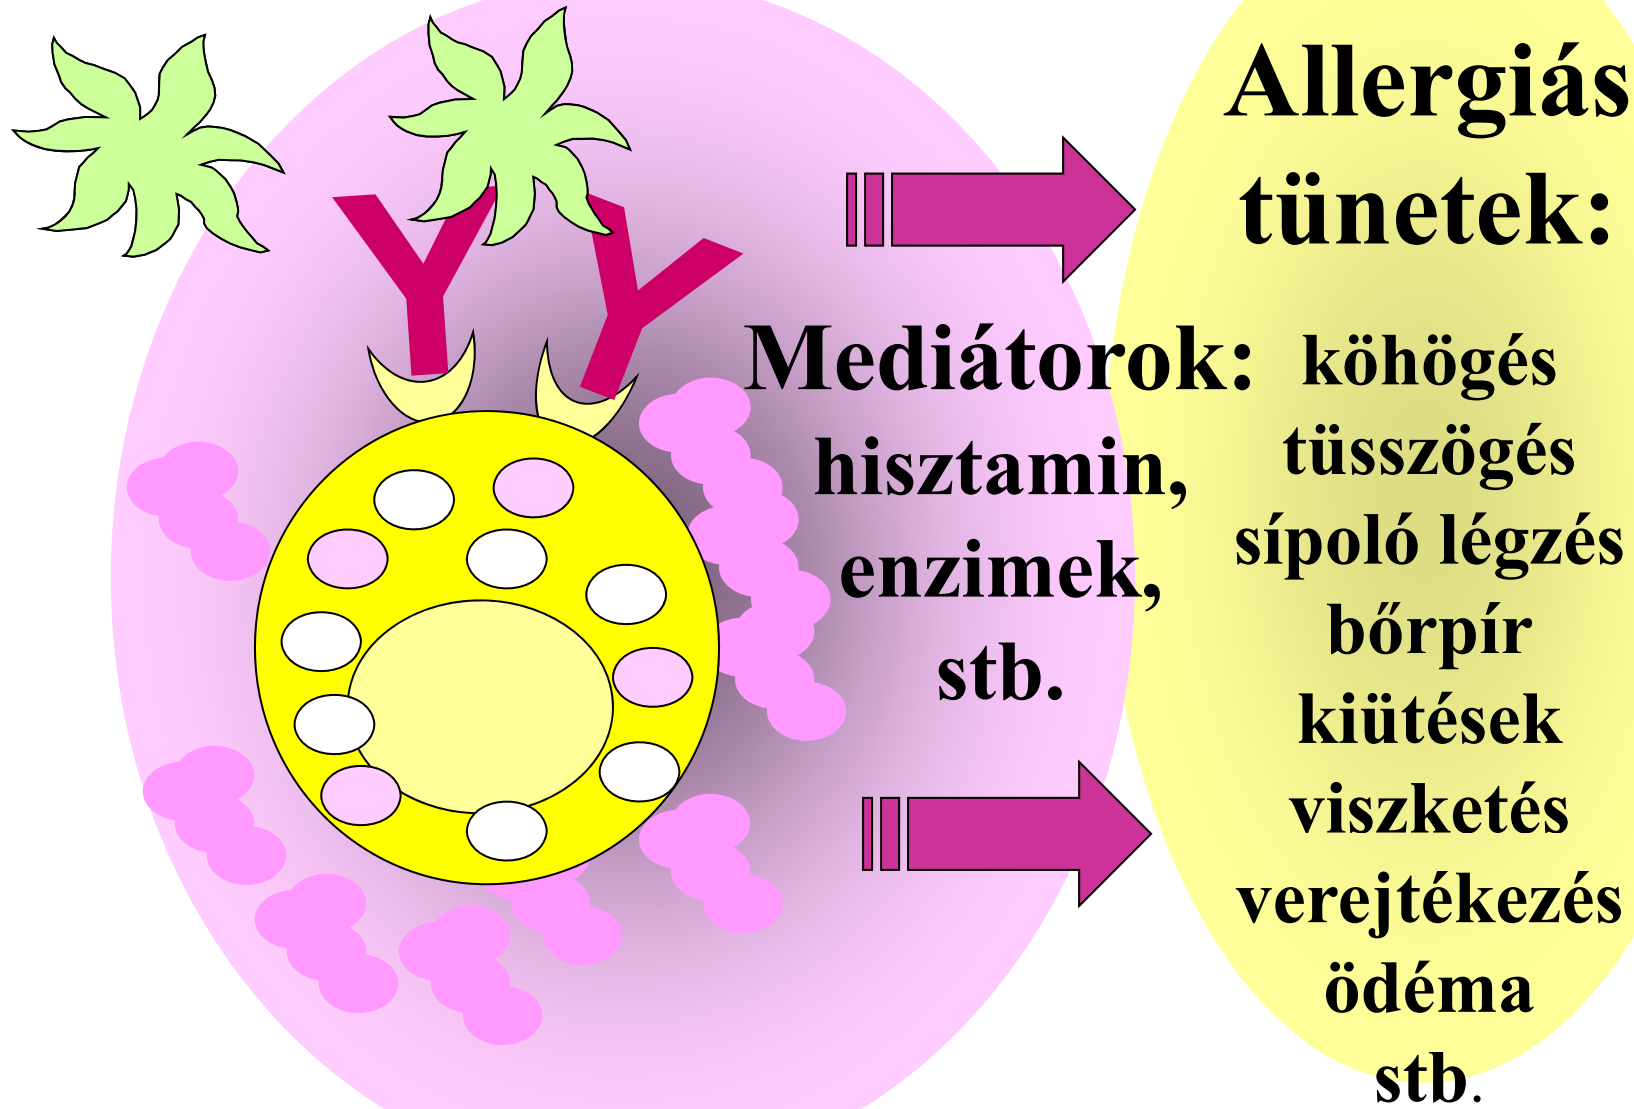 Mediátorok:
hisztamin,
enzimek,
stb.
Allergiás
tünetek:
köhögés
tüsszögés
sípoló légzés
bőrpír
kiütések
viszketés
verejtékezés
ödéma
stb.